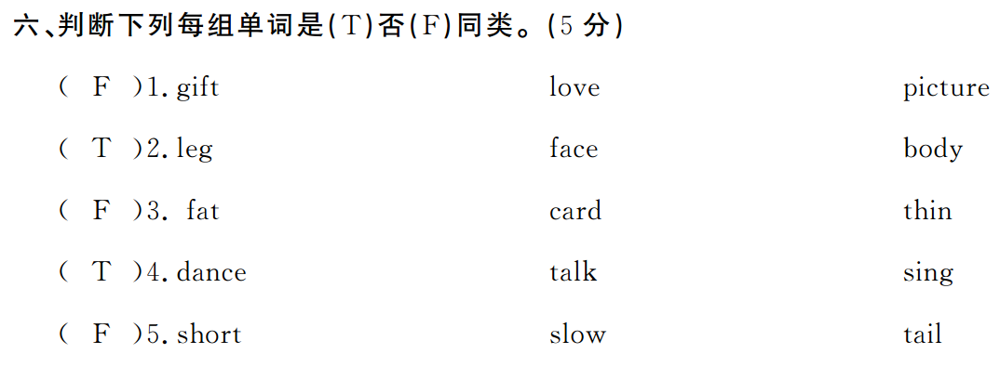 六、判断下列每组单词是(T)否(F)同类。(5 分)
( F )1. gift love picture
( T )2. leg face body
( F )3. fat card thin
( T )4. dance talk sing
( F )5. short slow tail